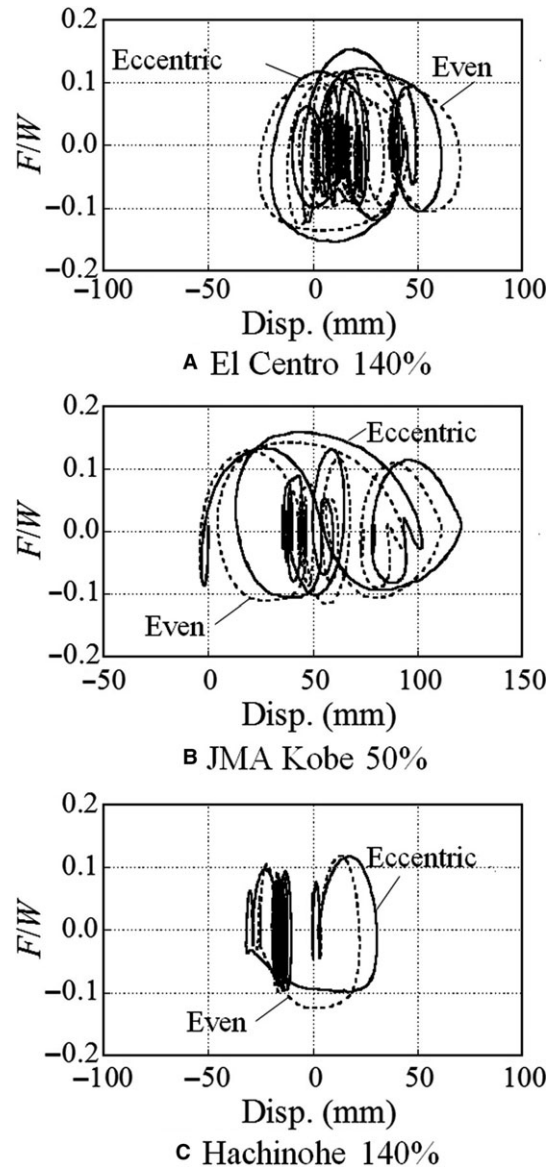 0.2
Eccentric
Even
0.1
F/W
0.0
−0.1
−0.2
−100 −50 0 50 100
Disp. (mm)
A El Centro 140%
0.2
Eccentric
0.1
F/W
0.0
−0.1
Even
−0.2
−50 0 50 100 150
Disp. (mm)
B JMA Kobe 50%
0.2
Eccentric
0.1
F/W
0.0
−0.1
Even
−0.2
−100 −50 0 50 100
Disp. (mm)
C Hachinohe 140%